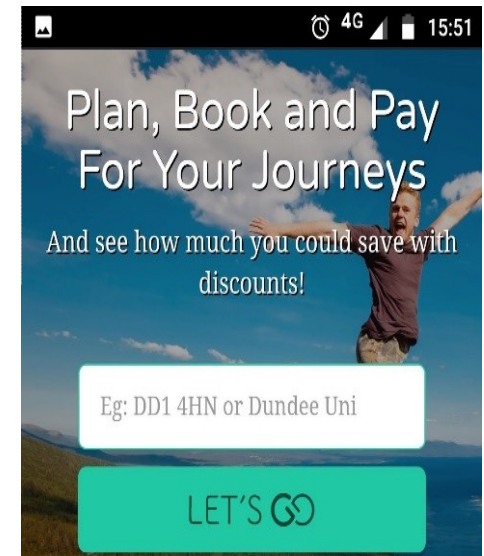 4G 15:51
Plan, Book and Pay
For Your Journeys
And see how much you could save with
discounts!
Eg: DD1 4HN or Dundee Uni
LET'S GO